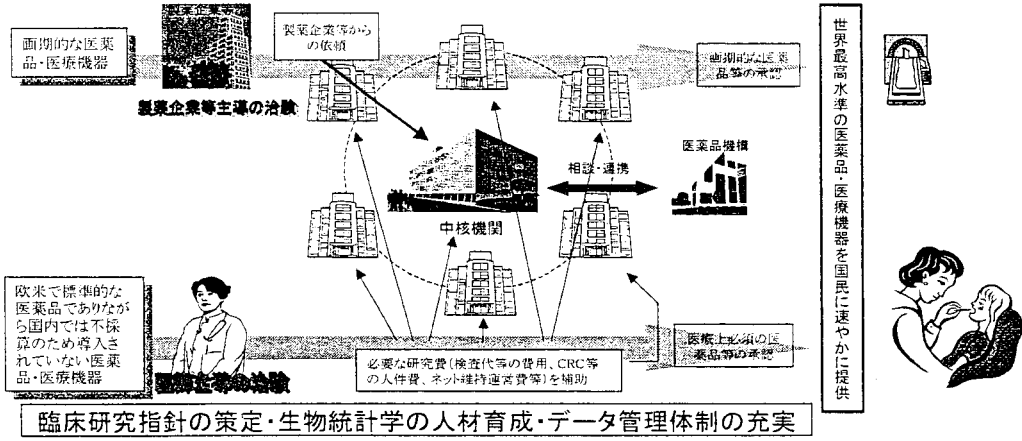 製薬企業等
画期的な医薬
品・医療機器
製薬企業等主導の治験
製薬企業等から
の依頼
画期的な医薬
品等の承認
医薬品機構
相談・連携
中核機関
欧米で標準的な
医薬品でありなが
ら国内では不採
算のため導入さ
れていない医薬
品・医療機器
の治験
必要な研究費(検査代等の費用、CRC等
の人件費、ネット維持運営費等)を補助
医療上必須の医
薬品等の承認
世界最高水準の医薬品・医療機器を国民に速やかに提供
臨床研究指針の策定・生物統計学の人材育成・データ管理体制の充実